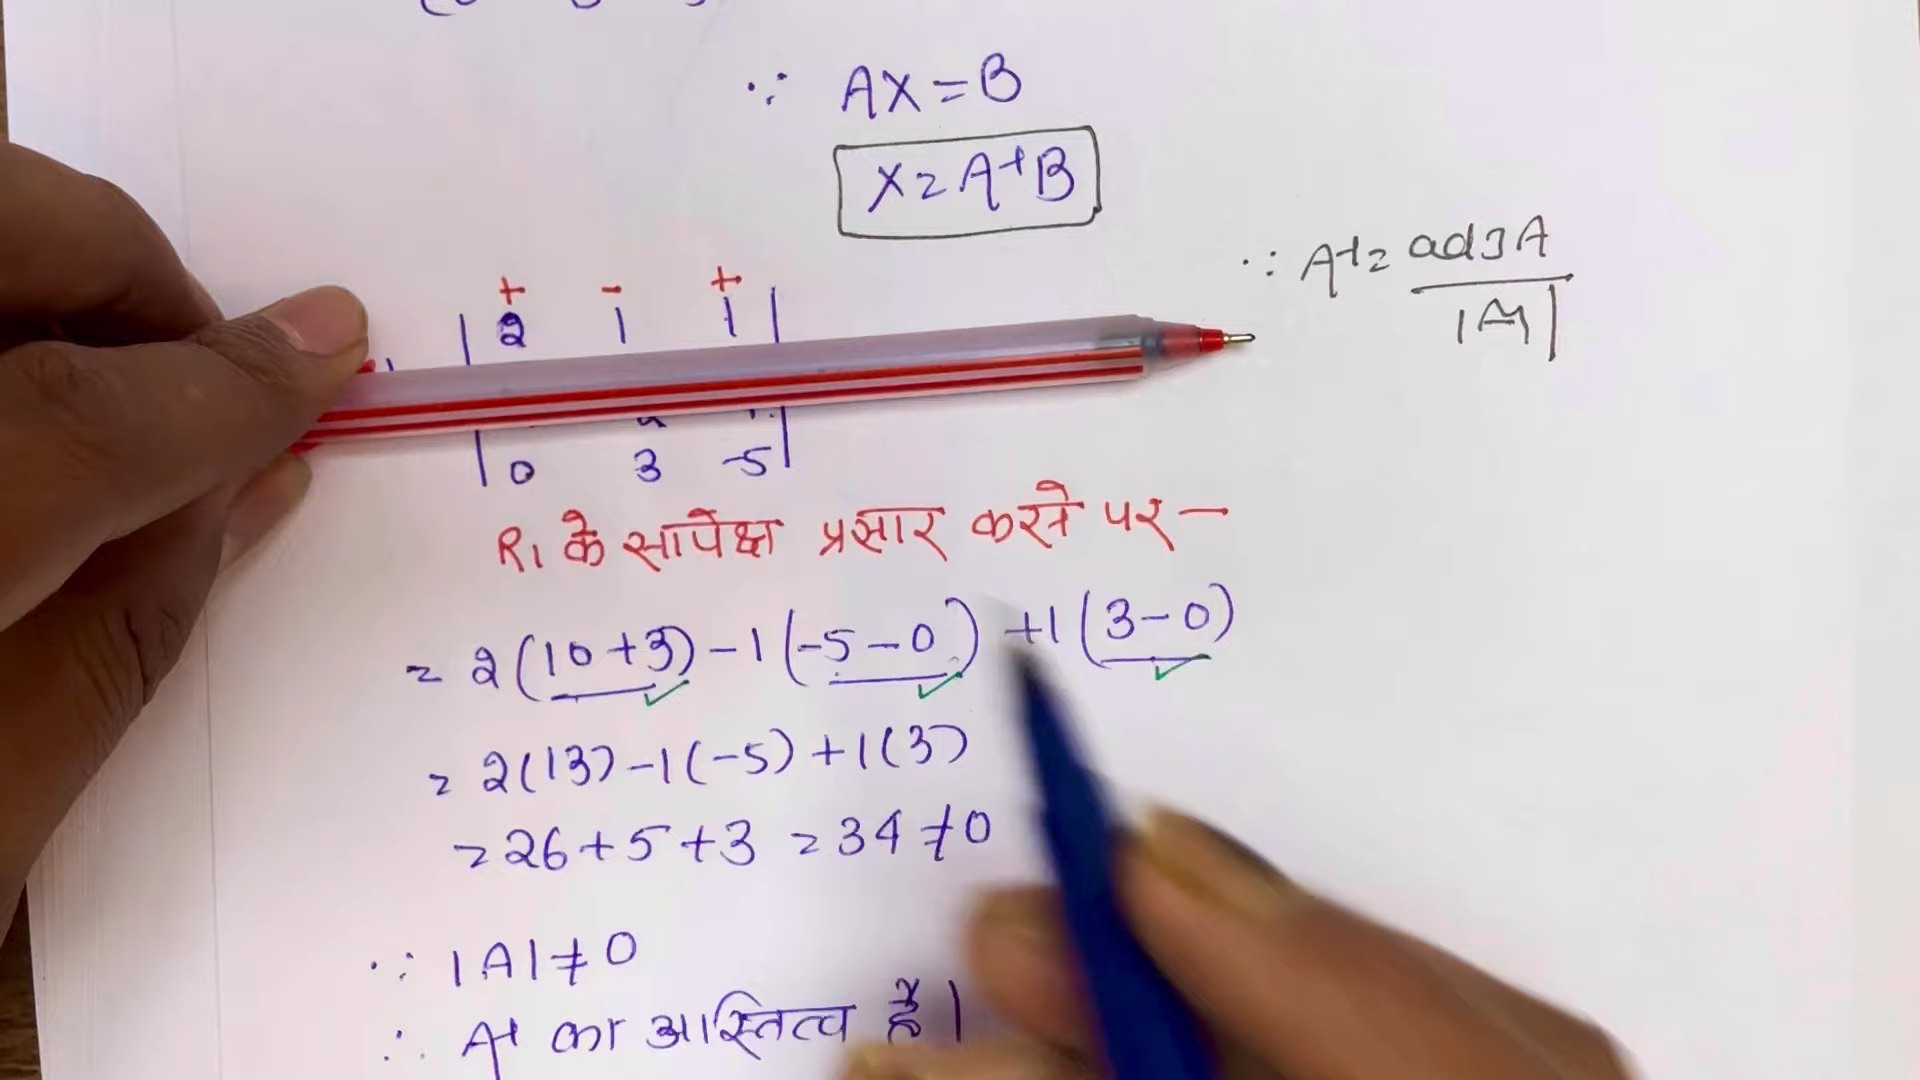 ∵ AX = B
X = A⁻¹B
∵ A⁻¹ = adj A
|A|
+ - +
| 2 1 1 |
| 0 3 -5 |
R₁ के सापेक्ष प्रसार करने पर -
= 2 (10+3) - 1 (-5 - 0) + 1 (3 - 0)
= 2(13) - 1(-5) + 1(3)
= 26 + 5 + 3 = 34 ≠ 0
∵ |A| ≠ 0
∴ A⁻¹ का अस्तित्व है।